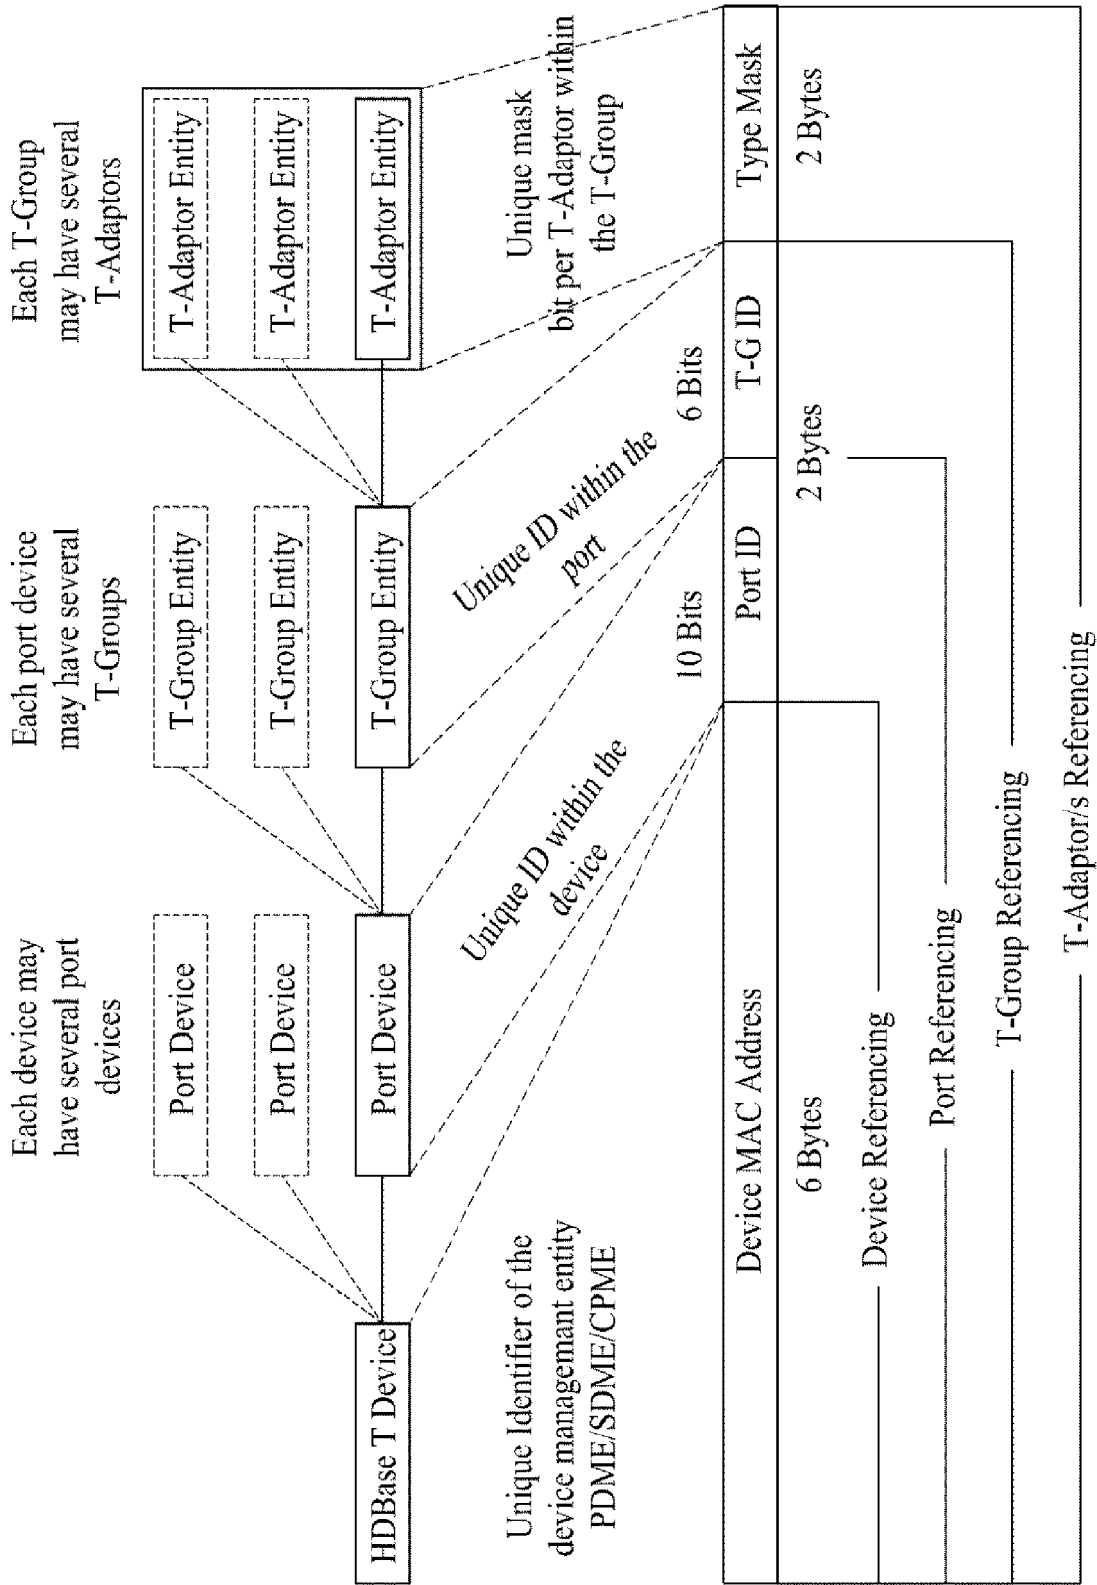 Each device may
have several port
devices
Each port device
may have several
T-Groups
Each T-Group
may have several
T-Adaptors
Port Device
T-Group Entity
T-Adaptor Entity
Port Device
T-Group Entity
T-Adaptor Entity
HDBase T Device
Port Device
T-Group Entity
T-Adaptor Entity
Unique Identifier of the
device managemant entity
PDME/SDME/CPME
Unique ID within the
device
Unique ID within the
port
Unique mask
bit per T-Adaptor within
the T-Group
10 Bits
6 Bits
Device MAC Address
Port ID
T-G ID
Type Mask
6 Bytes
2 Bytes
2 Bytes
Device Referencing
Port Referencing
T-Group Referencing
T-Adaptor/s Referencing